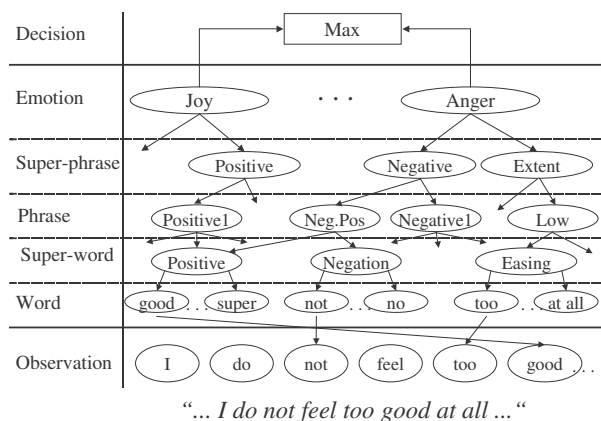 Decision Max
Emotion Joy . . . Anger
Super-phrase Positive Negative Extent
Phrase Positive1 Neg.Pos Negative1 Low
Super-word Positive Negation Easing
Word good ... super not ... no too ... at all
Observation I do not feel too good ...
“... I do not feel too good at all ...“